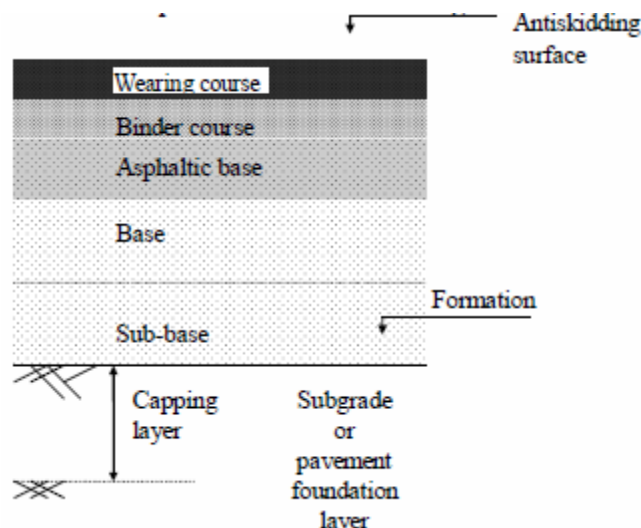 Antiskidding
surface
Wearing course
Binder course
Asphaltic base
Base
Formation
Sub-base
Capping
layer
Subgrade
or
pavement
foundation
layer